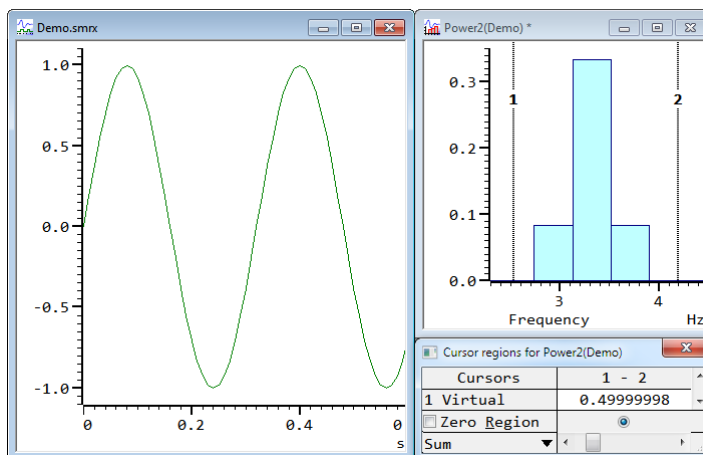 Demo.smrx
1.0
0.5
0.0
-0.5
-1.0
0
0.2
0.4
0
s
Power2(Demo) *
0.3
0.2
0.1
0.0
1
2
3
4
Frequency
Hz
Cursor regions for Power2(Demo)
Cursors 1 - 2
1 Virtual 0.49999998
Zero Region
Sum